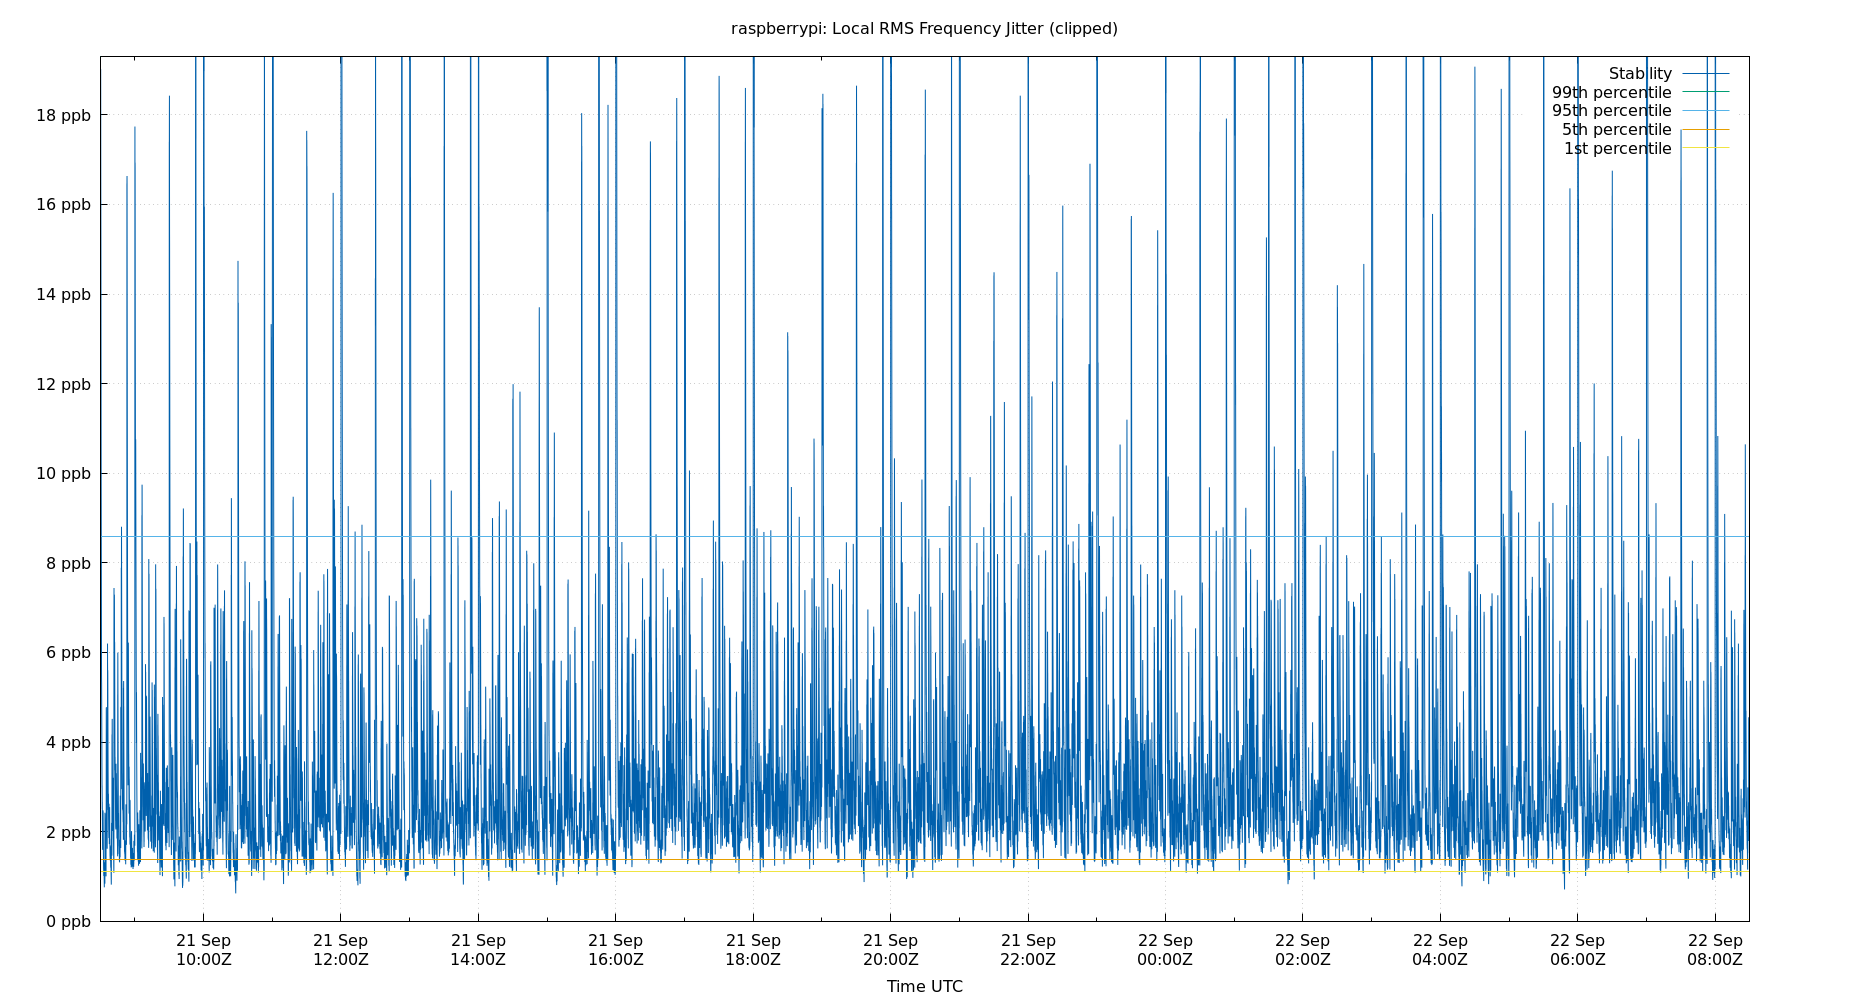 raspberrypi: Local RMS Frequency Jitter (clipped)
Stability
99th percentile
95th percentile
5th percentile
1st percentile
18 ppb
16 ppb
14 ppb
12 ppb
10 ppb
8 ppb
6 ppb
4 ppb
2 ppb
0 ppb
21 Sep 21 Sep 21 Sep 21 Sep 21 Sep 21 Sep 21 Sep 22 Sep 22 Sep 22 Sep 22 Sep 22 Sep
10:00Z 12:00Z 14:00Z 16:00Z 18:00Z 20:00Z 22:00Z 00:00Z 02:00Z 04:00Z 06:00Z 08:00Z
Time UTC